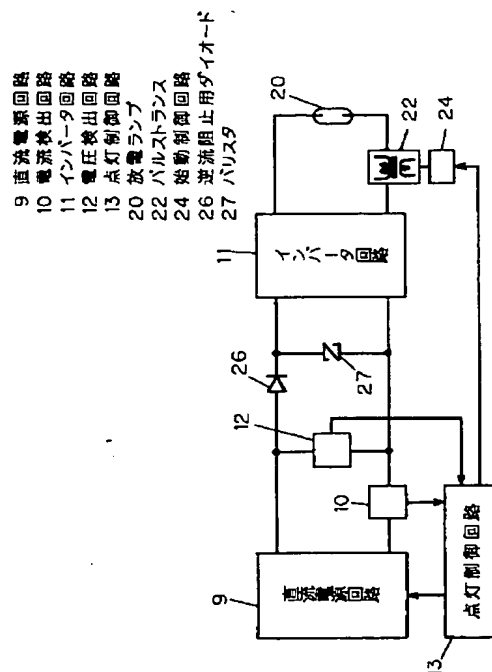 9 直流電源回路
10 電流検出回路
11 インバータ回路
12 電圧検出回路
13 点灯制御回路
20 放電ランプ
22 パルストランス
24 始動制御回路
26 逆流阻止用ダイオード
27 バリスタ
9
直流電源回路
10
12
26
27
11
インバータ回路
20
22
24
13
点灯制御回路